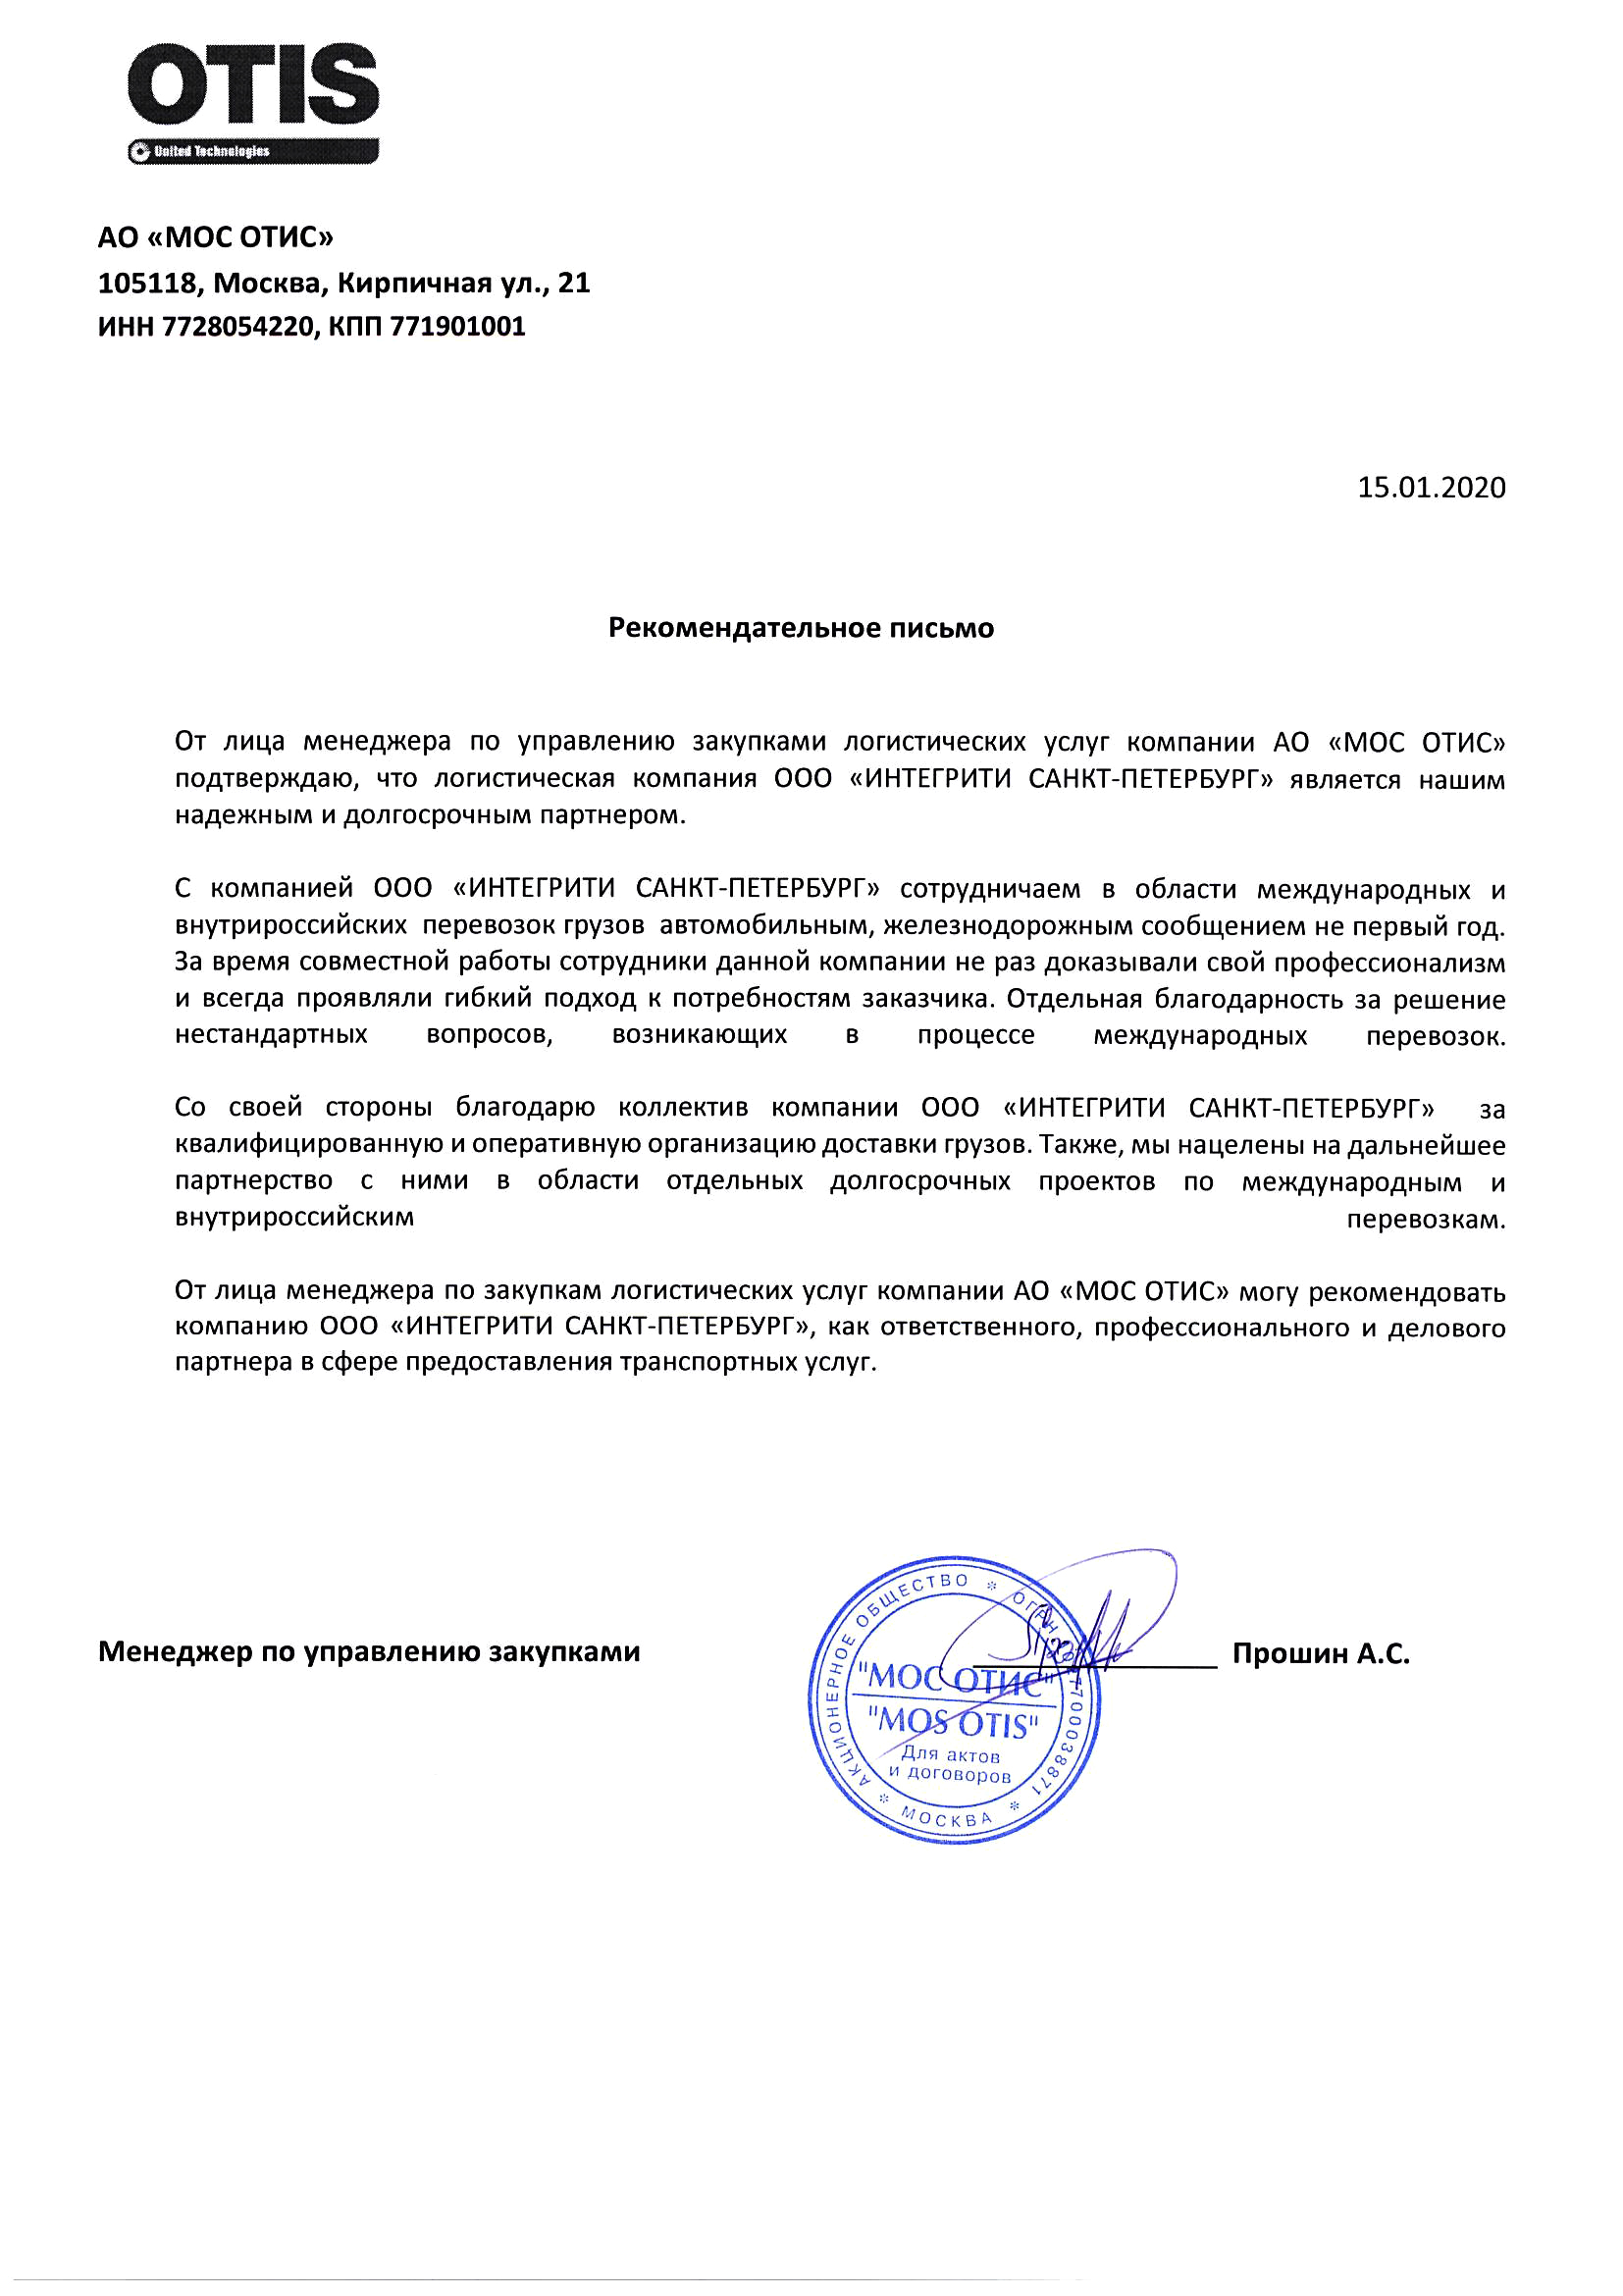 OTIS
United Technologies
АО «МОС ОТИС»
105118, Москва, Кирпичная ул., 21
ИНН 7728054220, КПП 771901001
15.01.2020
Рекомендательное письмо
От лица менеджера по управлению закупками логистических услуг компании АО «МОС ОТИС»
подтверждаю, что логистическая компания ООО «ИНТЕГРИТИ САНКТ-ПЕТЕРБУРГ» является нашим
надежным и долгосрочным партнером.
С компанией ООО «ИНТЕГРИТИ САНКТ-ПЕТЕРБУРГ» сотрудничаем в области международных и
внутрироссийских перевозок грузов автомобильным, железнодорожным сообщением не первый год.
За время совместной работы сотрудники данной компании не раз доказывали свой профессионализм
и всегда проявляли гибкий подход к потребностям заказчика. Отдельная благодарность за решение
нестандартных вопросов, возникающих в процессе международных перевозок.
Со своей стороны благодарю коллектив компании ООО «ИНТЕГРИТИ САНКТ-ПЕТЕРБУРГ» за
квалифицированную и оперативную организацию доставки грузов. Также, мы нацелены на дальнейшее
партнерство с ними в области отдельных долгосрочных проектов по международным и
внутрироссийским перевозкам.
От лица менеджера по закупкам логистических услуг компании АО «МОС ОТИС» могу рекомендовать
компанию ООО «ИНТЕГРИТИ САНКТ-ПЕТЕРБУРГ», как ответственного, профессионального и делового
партнера в сфере предоставления транспортных услуг.
Менеджер по управлению закупками
Прошин А.С.
АКЦИОНЕРНОЕ ОБЩЕСТВО * ОГРН
"МОС ОТИС"
"MOS OTIS"
Для актов
и договоров
* МОСКВА *